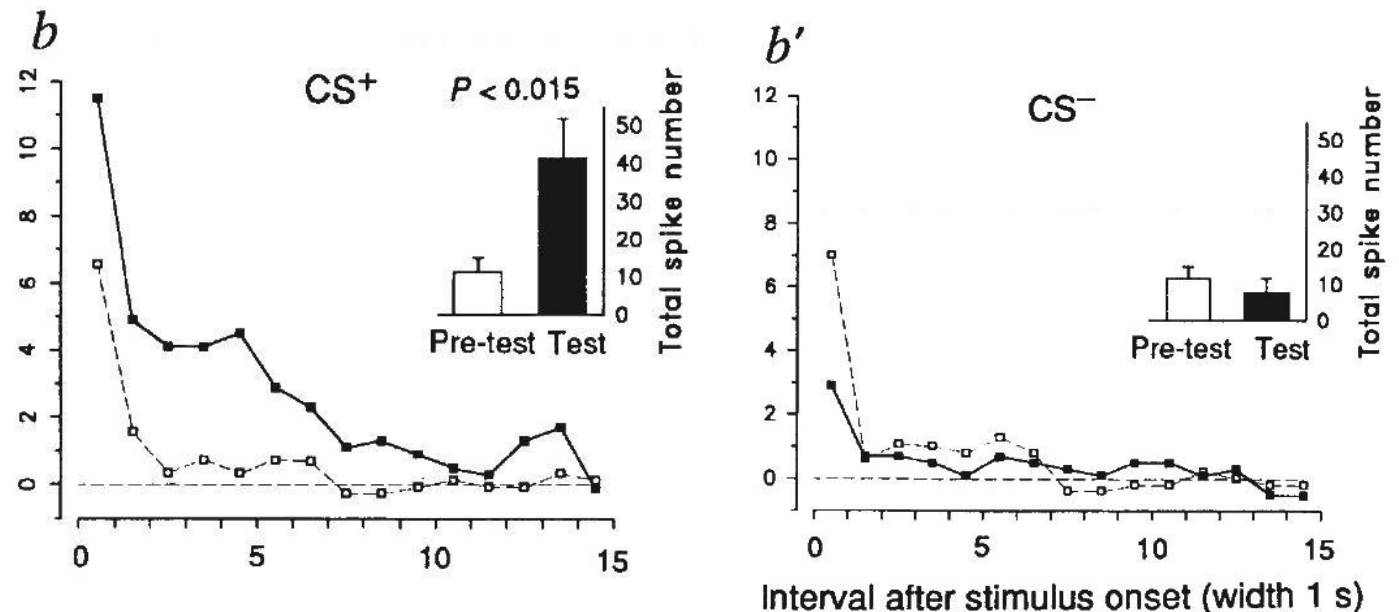 b
CS+
P < 0.015
12
10
8
6
4
2
0
50
40
30
20
10
0
Total spike number
Pre-test Test
0 5 10 15
b′
CS−
12
10
8
6
4
2
0
50
40
30
20
10
0
Total spike number
Pre-test Test
0 5 10 15
Interval after stimulus onset (width 1 s)